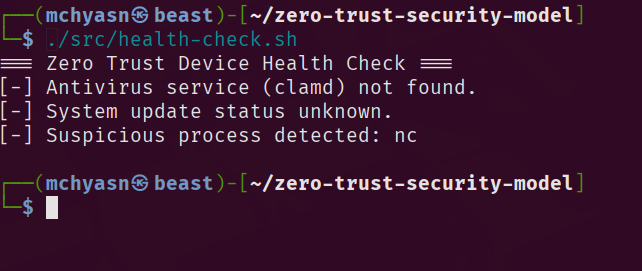 ┌──(mchyasn㉿beast)-[~/zero-trust-security-model]
└─$ ./src/health-check.sh
=== Zero Trust Device Health Check ===
[-] Antivirus service (clamd) not found.
[-] System update status unknown.
[-] Suspicious process detected: nc
┌──(mchyasn㉿beast)-[~/zero-trust-security-model]
└─$